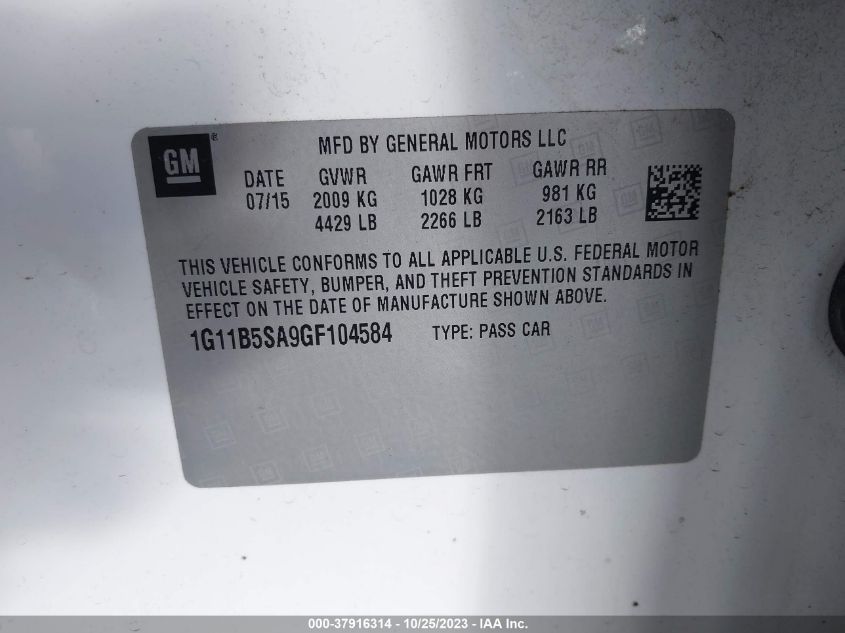 GM®
MFD BY GENERAL MOTORS LLC
DATE GVWR GAWR FRT GAWR RR
07/15 2009 KG 1028 KG 981 KG
4429 LB 2266 LB 2163 LB
THIS VEHICLE CONFORMS TO ALL APPLICABLE U.S. FEDERAL MOTOR
VEHICLE SAFETY, BUMPER, AND THEFT PREVENTION STANDARDS IN
EFFECT ON THE DATE OF MANUFACTURE SHOWN ABOVE.
1G11B5SA9GF104584 TYPE: PASS CAR
000-37916314 - 10/25/2023 - IAA Inc.